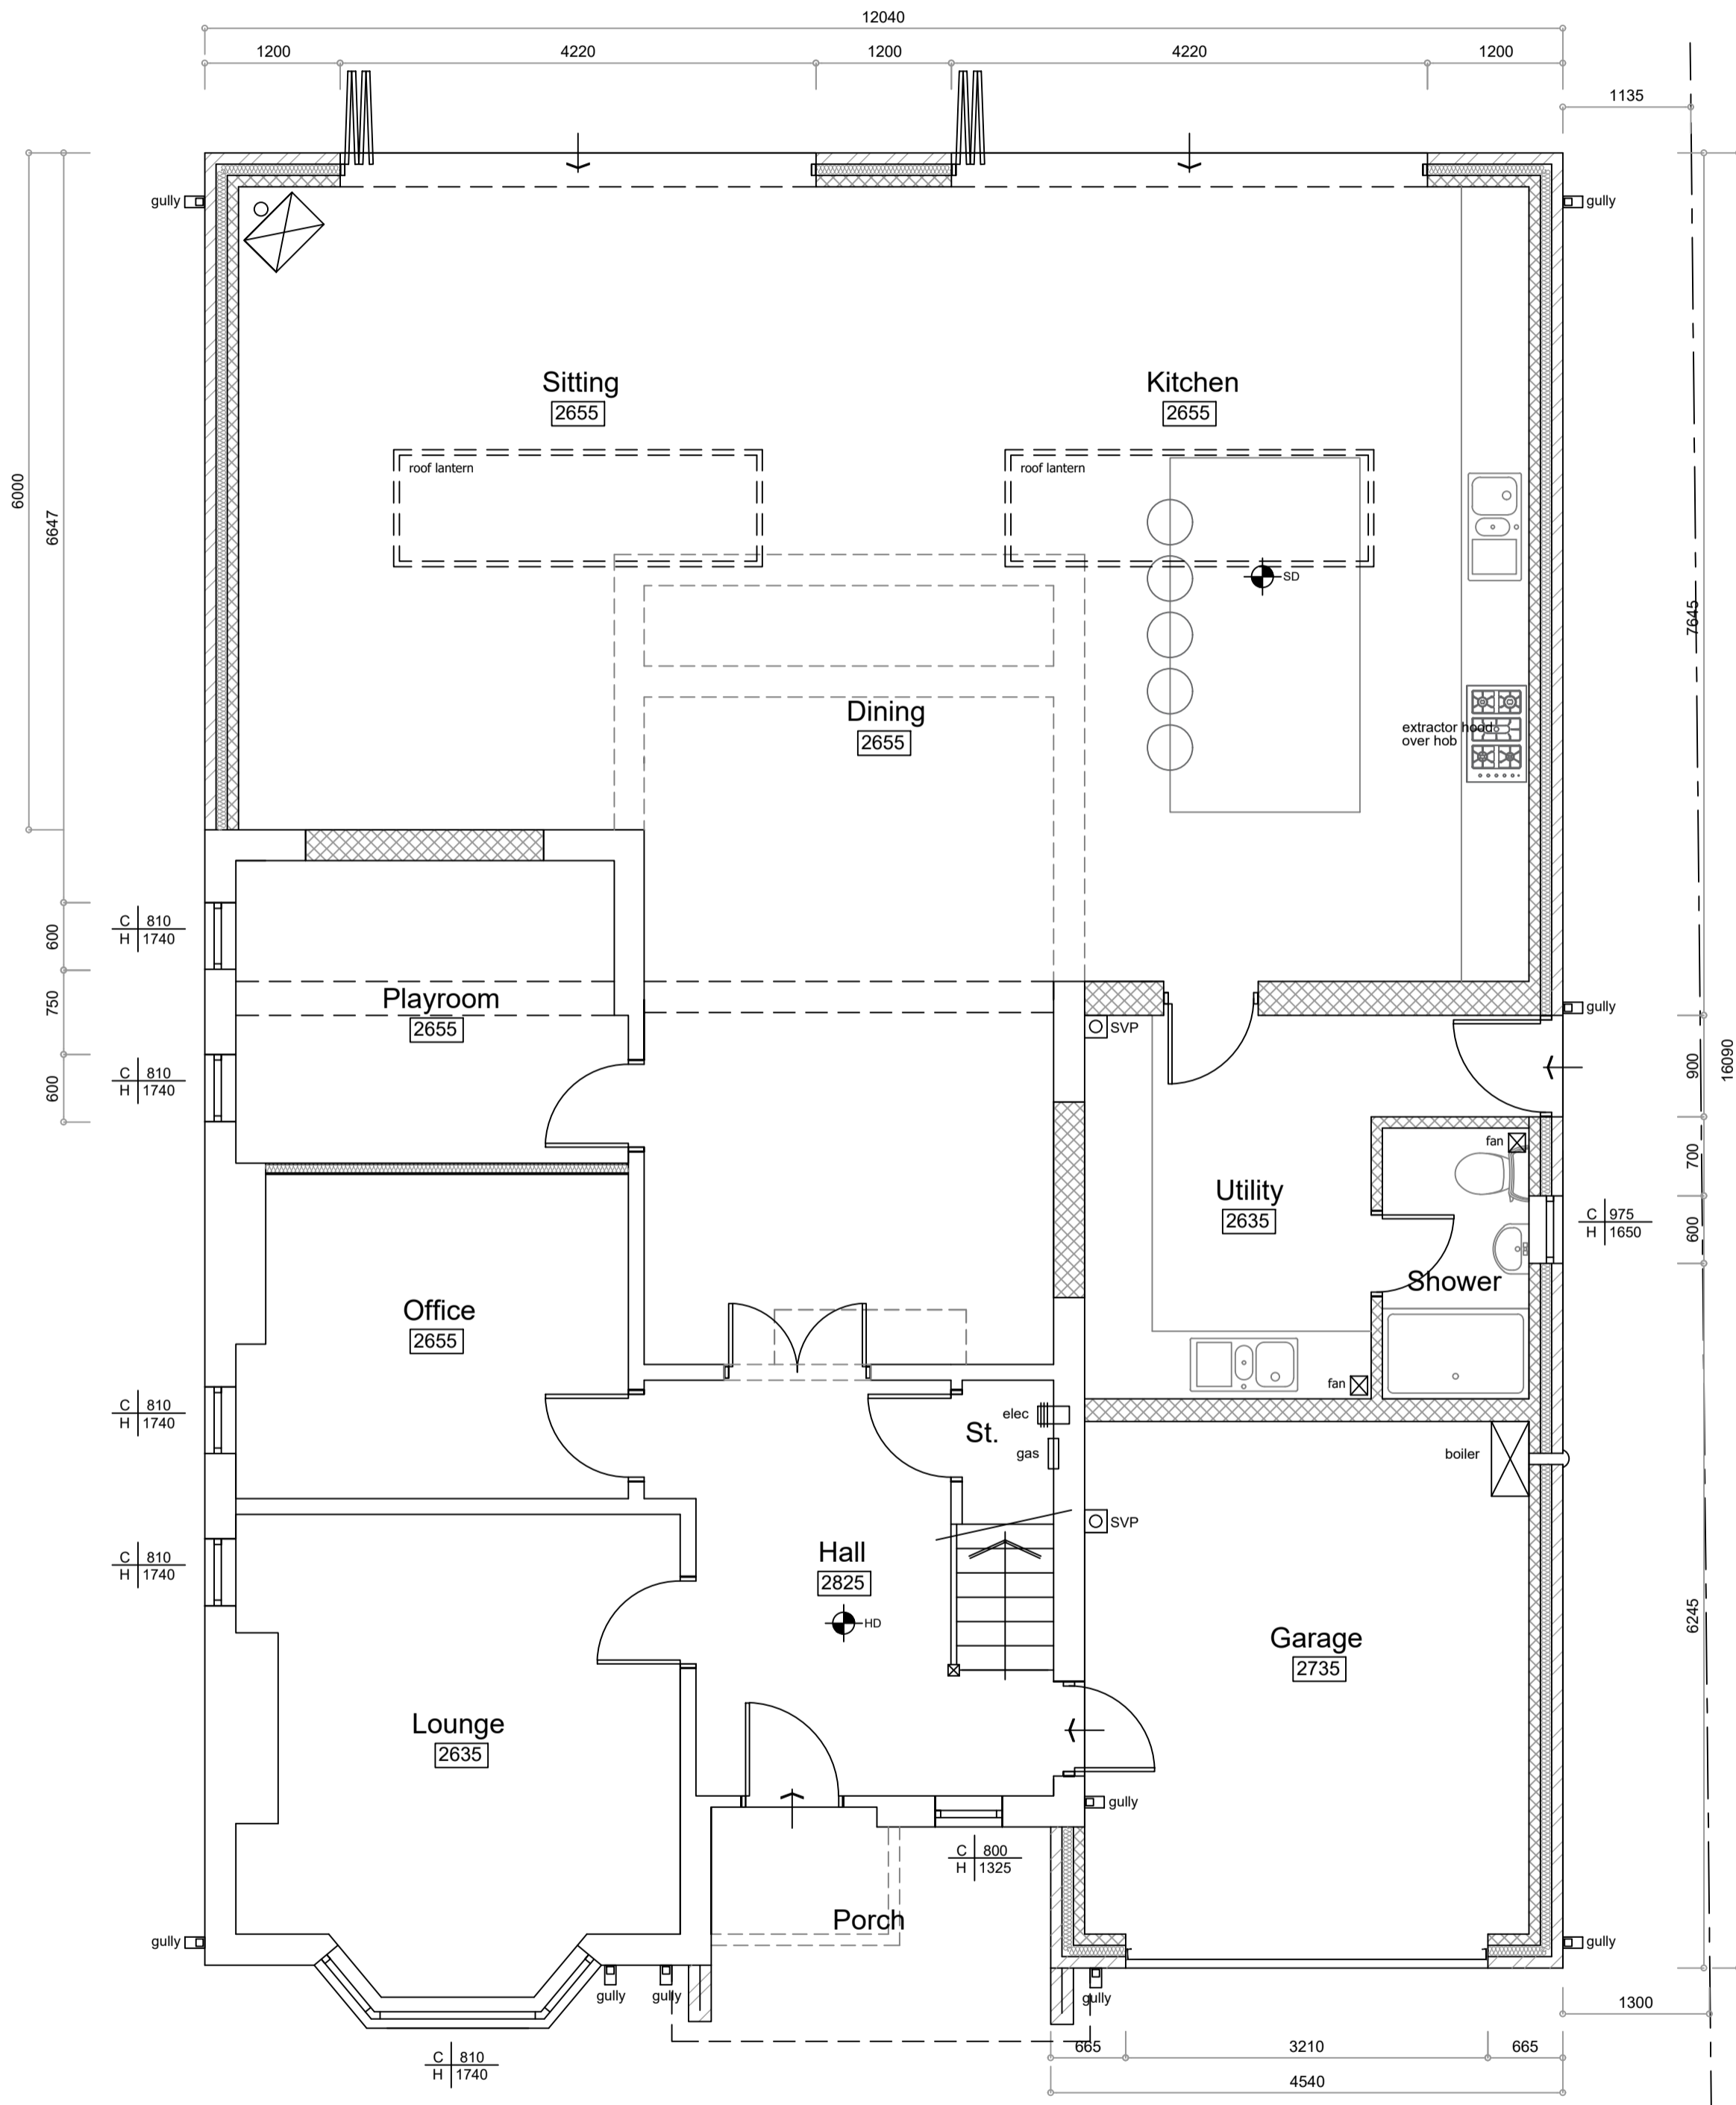 12040
1200
4220
1200
4220
1200
1135
gully
gully
Sitting
2655
Kitchen
2655
roof lantern
roof lantern
6000
6647
SD
7645
Dining
2655
extractor hood
over hob
C 810
H 1740
600
Playroom
2655
750
gully
SVP
C 810
H 1740
600
900
16090
fan
700
Utility
2635
C 975
H 1650
600
Shower
Office
2655
fan
C 810
H 1740
elec
St.
gas
boiler
SVP
Hall
2825
C 810
H 1740
HD
6245
Garage
2735
Lounge
2635
gully
C 800
H 1325
Porch
gully
gully
gully
gully
gully
1300
665
3210
665
C 810
H 1740
4540